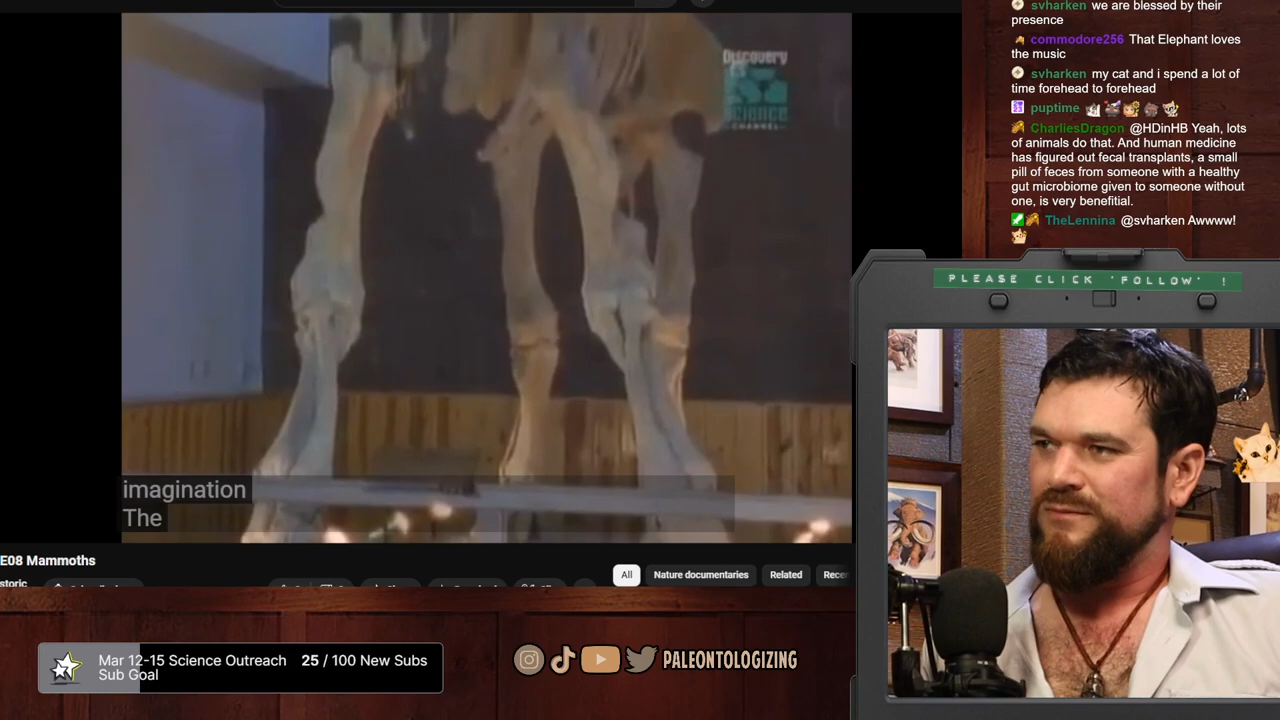 svharken we are blessed by their
presence
commodore256 That Elephant loves
the music
svharken my cat and i spend a lot of
time forehead to forehead
puptime
CharliesDragon @HDinHB Yeah, lots
of animals do that. And human medicine
has figured out fecal transplants, a small
pill of feces from someone with a healthy
gut microbiome given to someone without
one, is very benefitial.
TheLennina @svharken Awwww!
Discovery
science
CHANNEL
PLEASE CLICK 'FOLLOW' !
imagination
The
E08 Mammoths
storic
All
Nature documentaries
Related
Recen
Mar 12-15 Science Outreach 25 / 100 New Subs
Sub Goal
PALEONTOLOGIZING